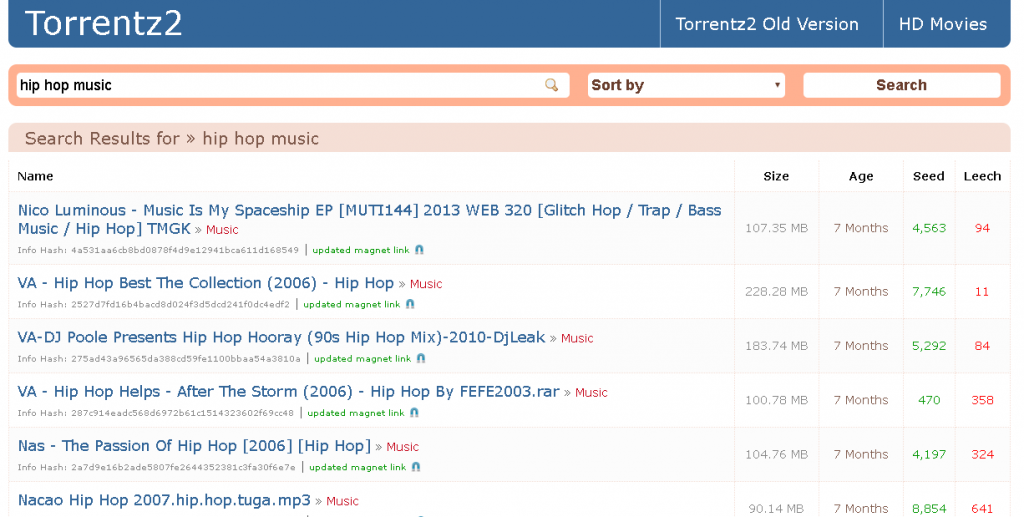 Torrentz2 Torrentz2 Old Version HD Movies
hip hop music Sort by Search
Search Results for » hip hop music
Name Size Age Seed Leech
Nico Luminous - Music Is My Spaceship EP [MUTI144] 2013 WEB 320 [Glitch Hop / Trap / Bass
Music / Hip Hop] TMGK » Music 107.35 MB 7 Months 4,563 94
Info Hash: 4a531aa6cb8bd0878f4d9e12941bca611d168549 | updated magnet link
VA - Hip Hop Best The Collection (2006) - Hip Hop » Music 228.28 MB 7 Months 7,746 11
Info Hash: 2527d7fd16b4bacd8d024f3d5dcd241f0dc4edf2 | updated magnet link
VA-DJ Poole Presents Hip Hop Hooray (90s Hip Hop Mix)-2010-DjLeak » Music 183.74 MB 7 Months 5,292 84
Info Hash: 275ad43a96565da388cd59fe1100bbaa54a3810a | updated magnet link
VA - Hip Hop Helps - After The Storm (2006) - Hip Hop By FEFE2003.rar » Music 100.78 MB 7 Months 470 358
Info Hash: 287c914eadc568d6972b61c1514323602f69cc48 | updated magnet link
Nas - The Passion Of Hip Hop [2006] [Hip Hop] » Music 104.76 MB 7 Months 4,197 324
Info Hash: 2a7d9e16b2ade5807fe2644352381c3fa30f6e7e | updated magnet link
Nacao Hip Hop 2007.hip.hop.tuga.mp3 » Music 90.14 MB 7 Months 8,854 641